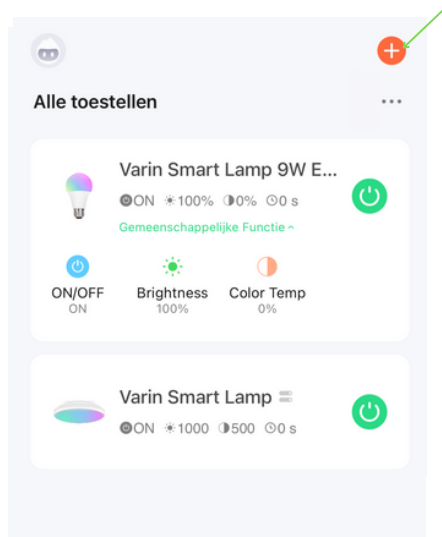 Alle toestellen
Varin Smart Lamp 9W E...
ON 100% 0% 0 s
Gemeenschappelijke Functie
ON/OFF Brightness Color Temp
ON 100% 0%
Varin Smart Lamp
ON 1000 500 0 s